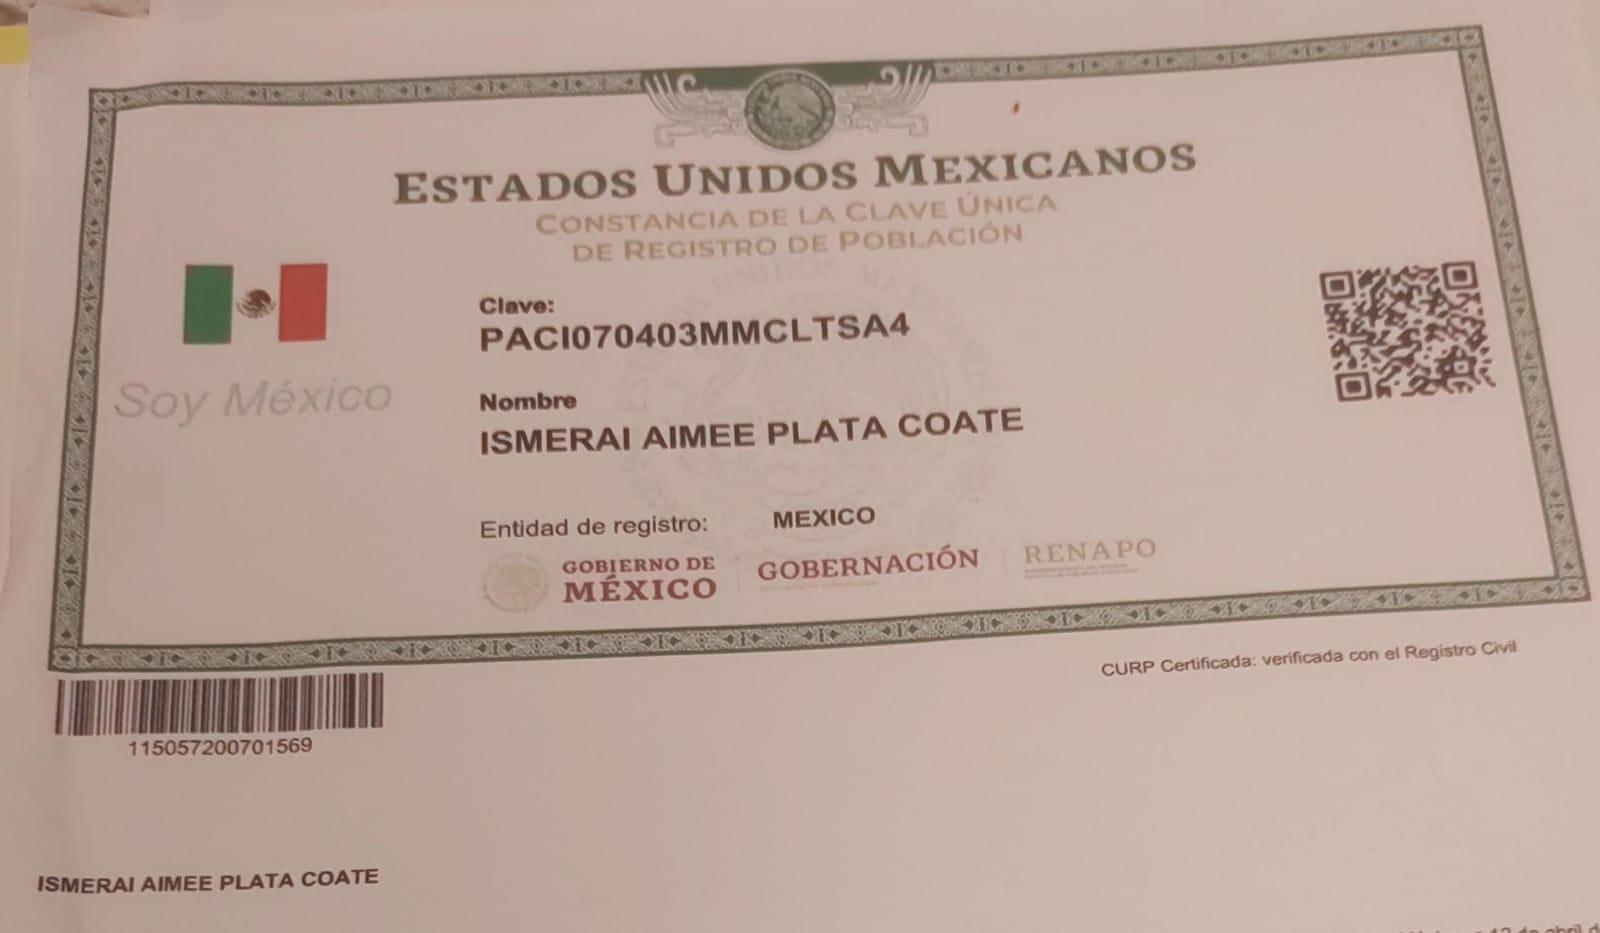 ESTADOS UNIDOS MEXICANOS
CONSTANCIA DE LA CLAVE ÚNICA
DE REGISTRO DE POBLACIÓN
Soy México
Clave:
PACI070403MMCLTSA4
Nombre
ISMERAI AIMEE PLATA COATE
Entidad de registro: MEXICO
GOBIERNO DE
MÉXICO
GOBERNACIÓN
RENAPO
CURP Certificada: verificada con el Registro Civil
115057200701569
ISMERAI AIMEE PLATA COATE